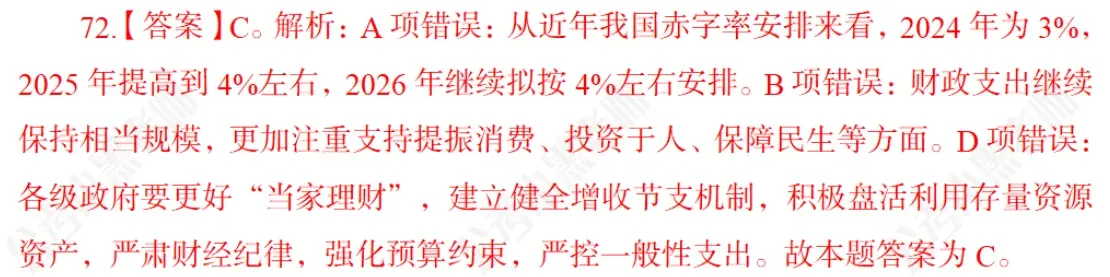 72.【答案】C。解析：A 项错误：从近年我国赤字率安排来看，2024 年为 3%，
2025 年提高到 4%左右，2026 年继续拟按 4%左右安排。B 项错误：财政支出继续
保持相当规模，更加注重支持提振消费、投资于人、保障民生等方面。D 项错误：
各级政府要更好“当家理财”，建立健全增收节支机制，积极盘活利用存量资源
资产，严肃财经纪律，强化预算约束，严控一般性支出。故本题答案为 C。